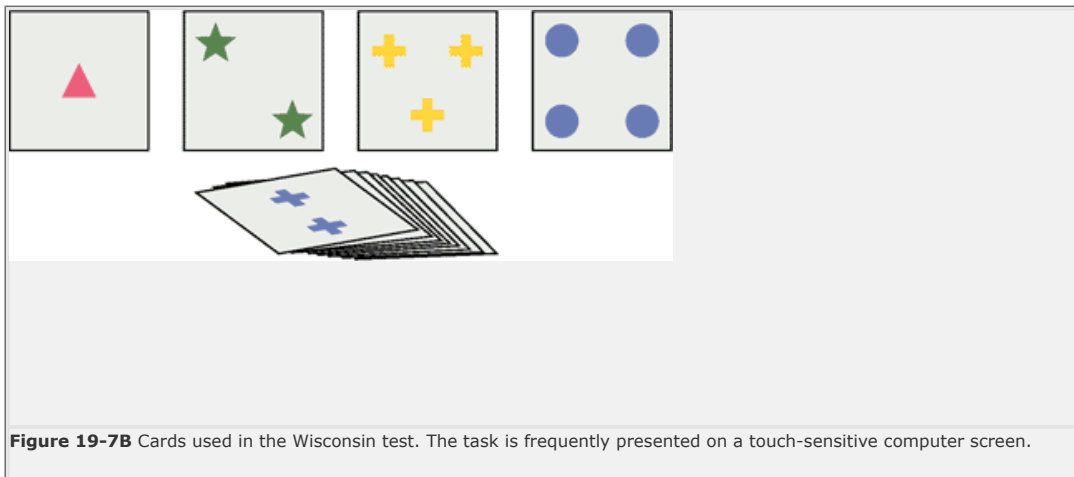 Figure 19-7B Cards used in the Wisconsin test. The task is frequently presented on a touch-sensitive computer screen.